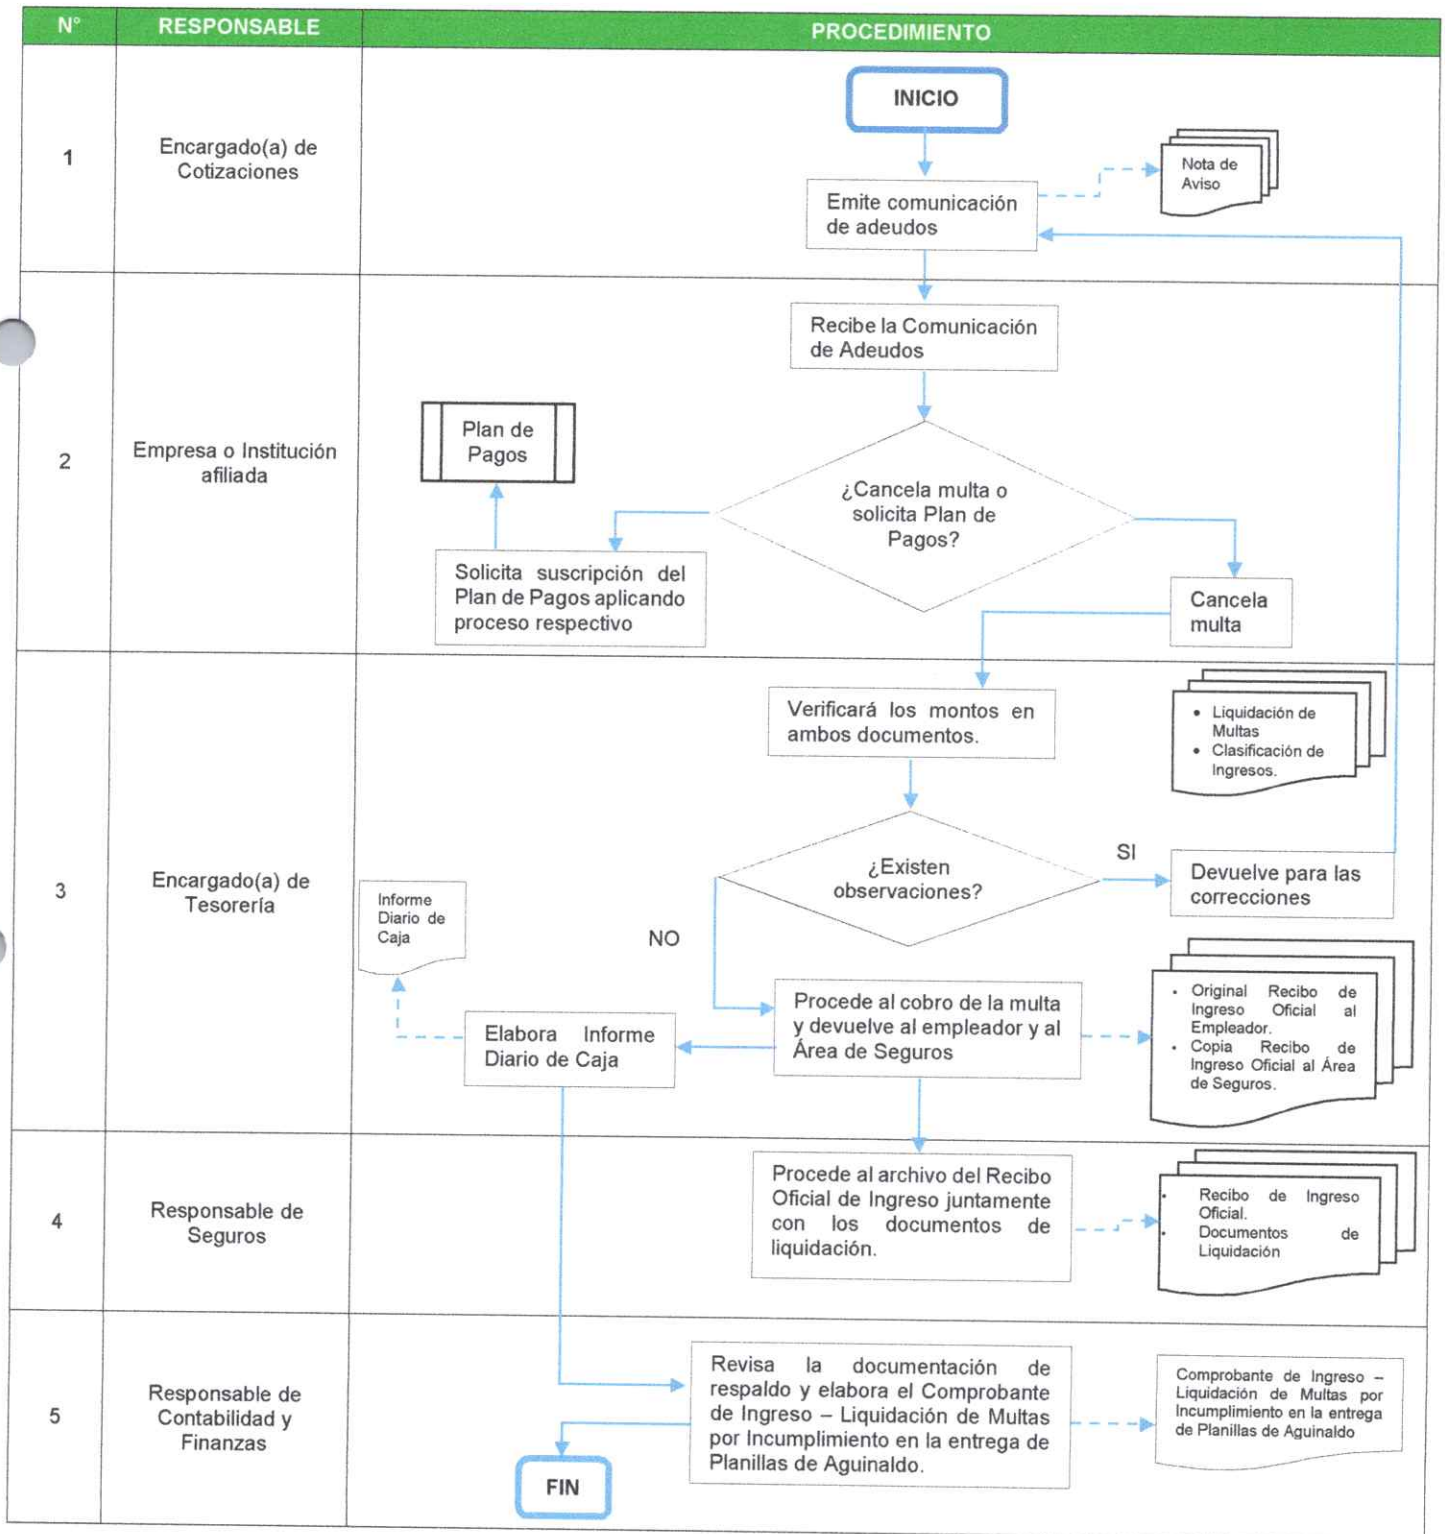 N° RESPONSABLE PROCEDIMIENTO
INICIO
1
Encargado(a) de
Cotizaciones
Nota de
Aviso
Emite comunicación
de adeudos
Recibe la Comunicación
de Adeudos
2
Empresa o Institución
afiliada
Plan de
Pagos
¿Cancela multa o
solicita Plan de
Pagos?
Solicita suscripción del
Plan de Pagos aplicando
proceso respectivo
Cancela
multa
Verificará los montos en
ambos documentos.
• Liquidación de
Multas
• Clasificación de
Ingresos.
3
Encargado(a) de
Tesorería
¿Existen
observaciones?
SI
Devuelve para las
correcciones
Informe
Diario de
Caja
NO
Procede al cobro de la multa
y devuelve al empleador y al
Área de Seguros
Elabora Informe
Diario de Caja
• Original Recibo de
Ingreso Oficial al
Empleador.
• Copia Recibo de
Ingreso Oficial al Área
de Seguros.
4
Responsable de
Seguros
Procede al archivo del Recibo
Oficial de Ingreso juntamente
con los documentos de
liquidación.
• Recibo de Ingreso
Oficial.
• Documentos de
Liquidación
5
Responsable de
Contabilidad y
Finanzas
Revisa la documentación de
respaldo y elabora el Comprobante
de Ingreso – Liquidación de Multas
por Incumplimiento en la entrega de
Planillas de Aguinaldo.
Comprobante de Ingreso –
Liquidación de Multas por
Incumplimiento en la entrega
de Planillas de Aguinaldo
FIN